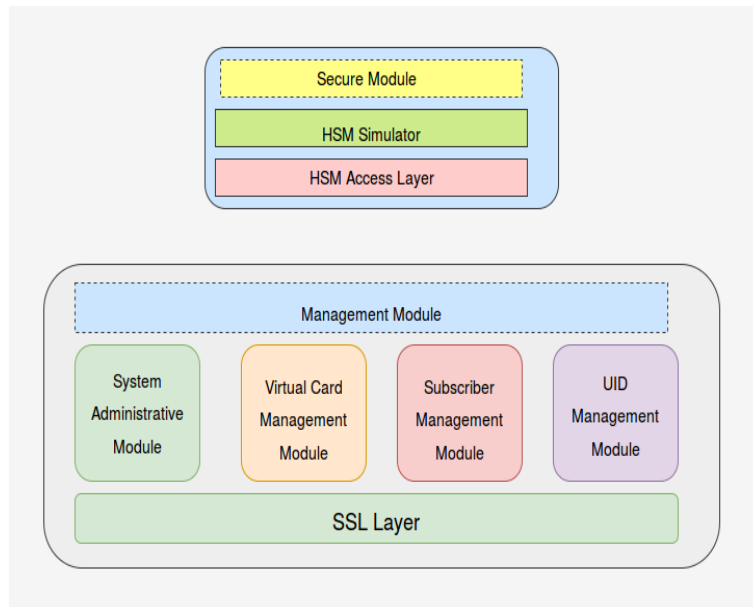 Secure Module
HSM Simulator
HSM Access Layer
Management Module
System
Administrative
Module
Virtual Card
Management
Module
Subscriber
Management
Module
UID
Management
Module
SSL Layer